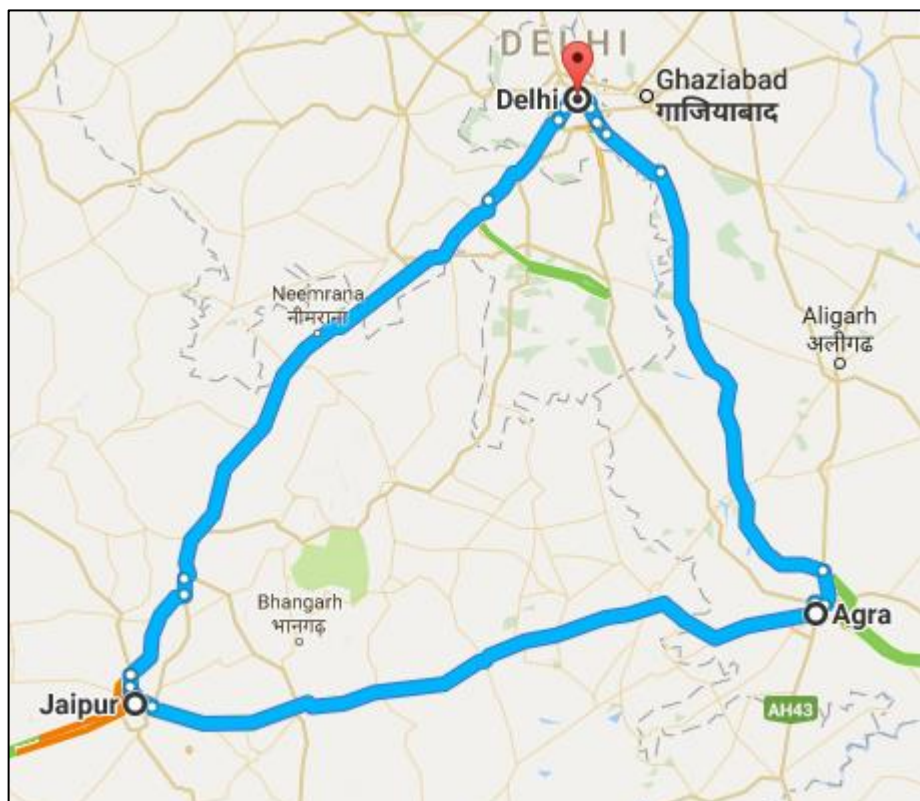 DELHI
Delhi
Ghaziabad
गाजियाबाद
Neemrana
नीमराना
Aligarh
अलीगढ
Bhangarh
भानगढ़
Agra
Jaipur
AH43